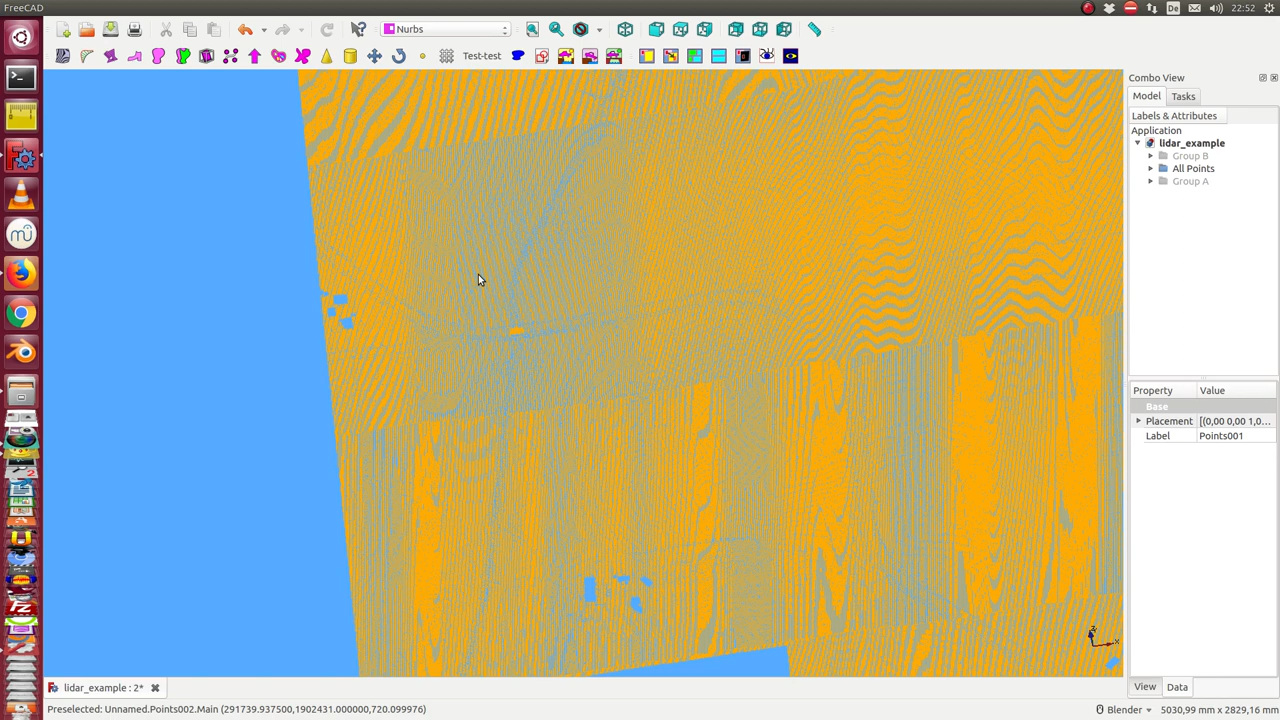 FreeCAD
De
22:52
Nurbs
Test-test
Combo View
Model
Tasks
Labels & Attributes
Application
lidar_example
Group B
All Points
Group A
Property
Value
Base
Placement
[(0,00 0,00 1,0...
Label
Points001
Z
X
View
Data
lidar_example : 2*
Preselected: Unnamed.Points002.Main (291739.937500,1902431.000000,720.099976)
Blender
5030,99 mm x 2829,16 mm